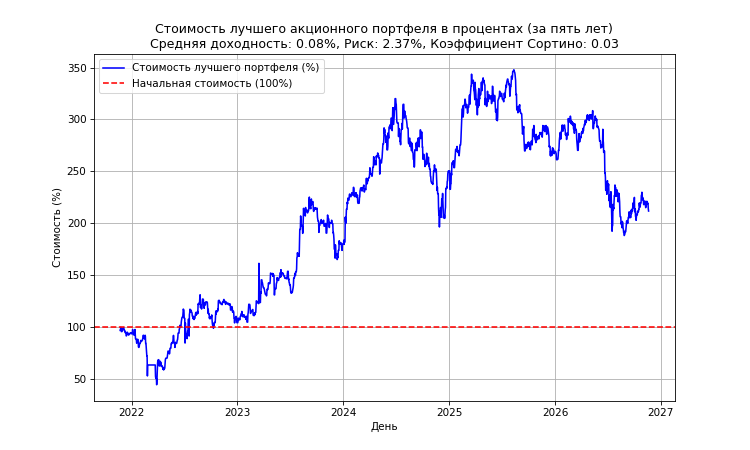 Стоимость лучшего акционного портфеля в процентах (за пять лет)
Средняя доходность: 0.08%, Риск: 2.37%, Коэффициент Сортино: 0.03
Стоимость лучшего портфеля (%)
Начальная стоимость (100%)
Стоимость (%)
350
300
250
200
150
100
50
2022
2023
2024
2025
2026
2027
День